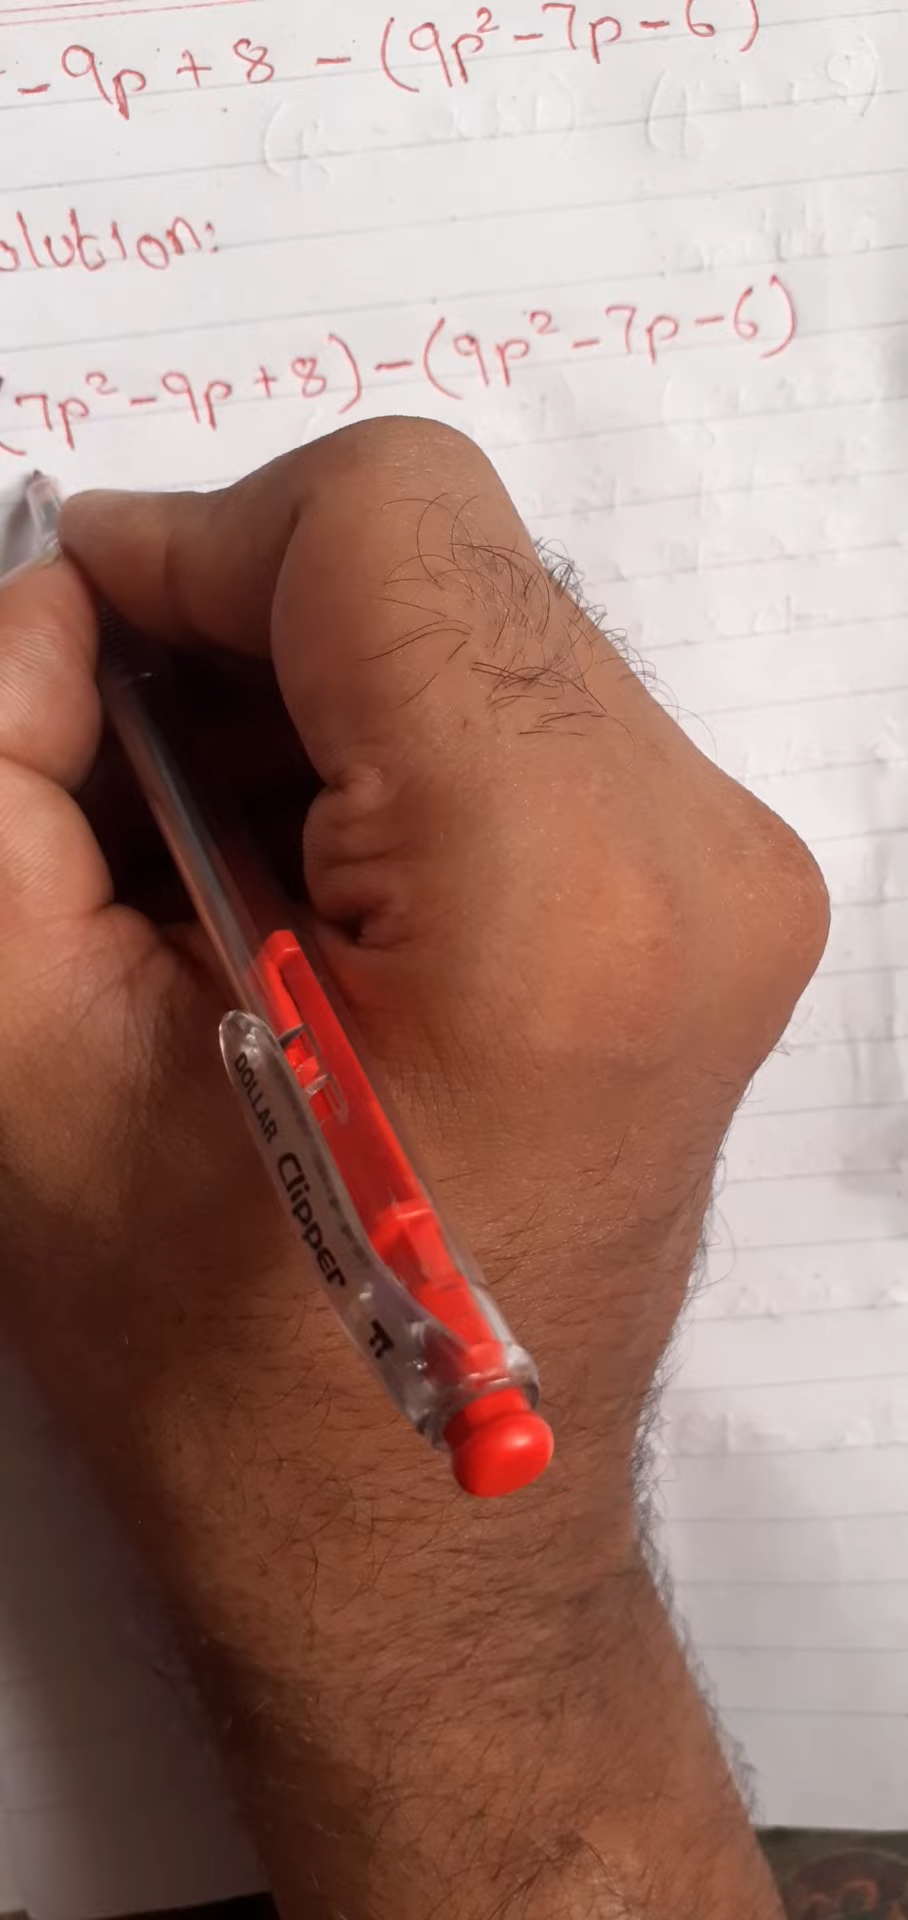 -9p + 8 - (9p² - 7p - 6)
olution:
(7p² - 9p + 8) - (9p² - 7p - 6)
DOLLAR Clipper